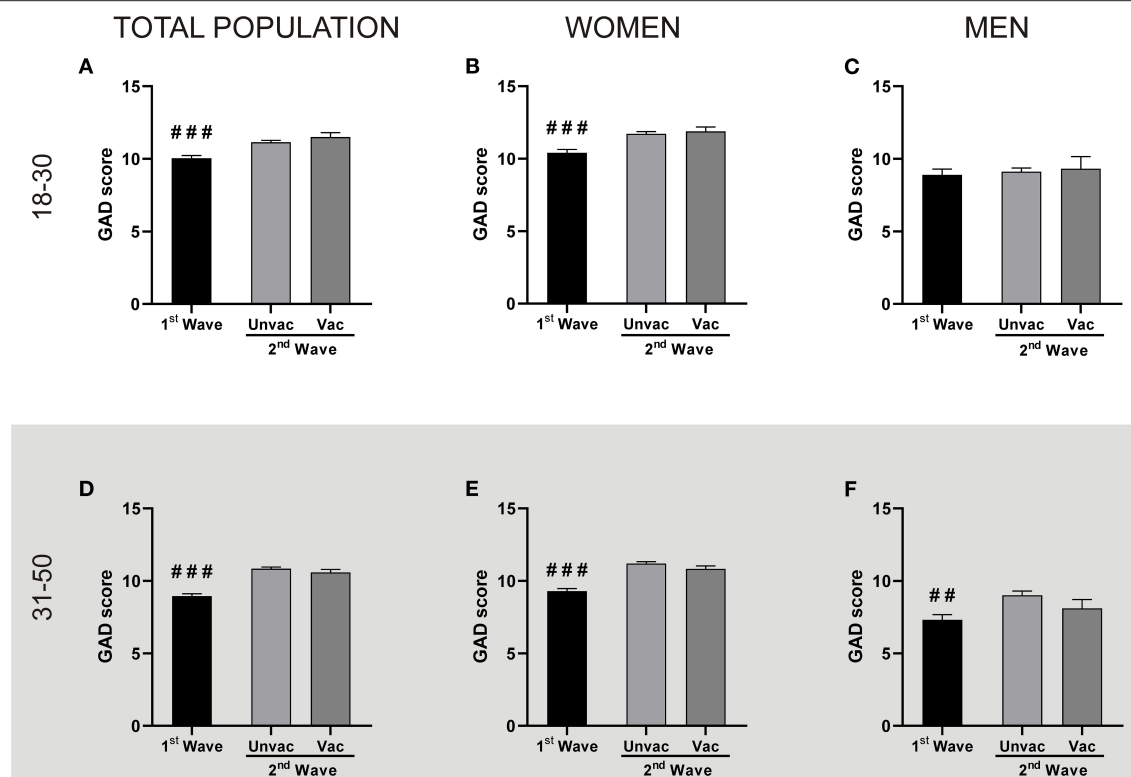 TOTAL POPULATION
WOMEN
MEN
18-30
A
15
10
5
0
GAD score
# # #
1st Wave
Unvac
Vac
2nd Wave
B
15
10
5
0
GAD score
# # #
1st Wave
Unvac
Vac
2nd Wave
C
15
10
5
0
GAD score
1st Wave
Unvac
Vac
2nd Wave
31-50
D
15
10
5
0
GAD score
# # #
1st Wave
Unvac
Vac
2nd Wave
E
15
10
5
0
GAD score
# # #
1st Wave
Unvac
Vac
2nd Wave
F
15
10
5
0
GAD score
# #
1st Wave
Unvac
Vac
2nd Wave